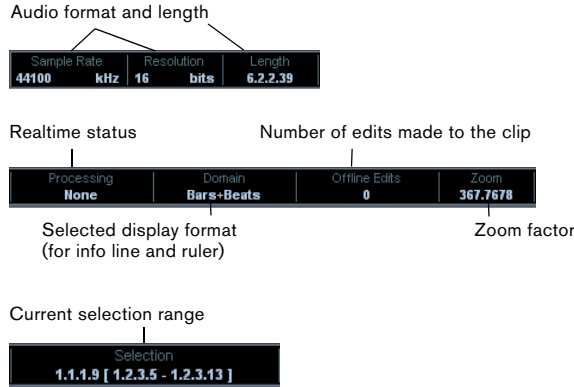 Audio format and length
Sample Rate Resolution Length
44100 kHz 16 bits 6.2.2.39
Realtime status Number of edits made to the clip
Processing Domain Offline Edits Zoom
None Bars+Beats 0 367.7678
Selected display format Zoom factor
(for info line and ruler)
Current selection range
Selection
1.1.1.9 [ 1.2.3.5 - 1.2.3.13 ]